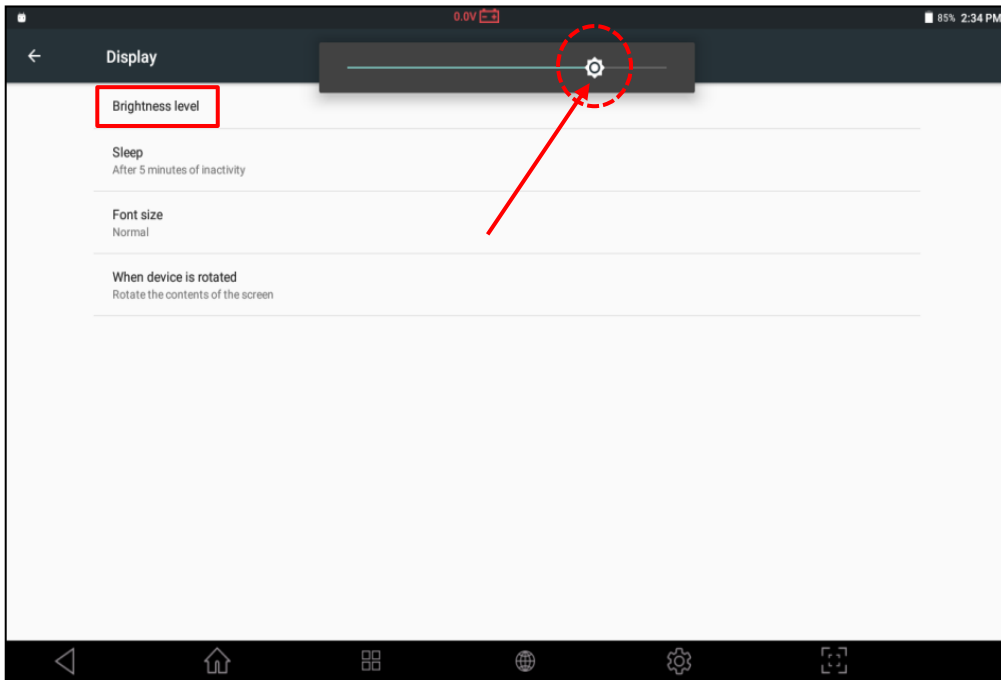 0.0V
85% 2:34 PM
Display
Brightness level
Sleep
After 5 minutes of inactivity
Font size
Normal
When device is rotated
Rotate the contents of the screen